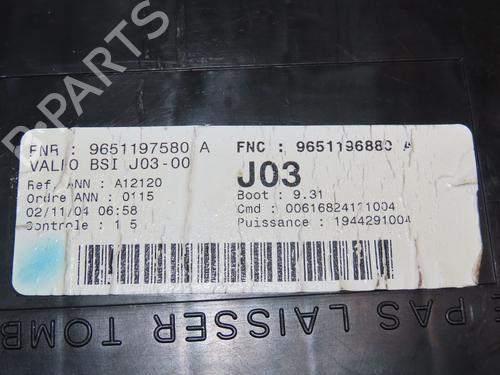 FNR : 9651197580 A
FNC : 9651196880 A
VALEO BSI J03-00
J03
Ref. ANN : A12120
Boot : 9.31
Ordre ANN : 0115
Cmd : 00616824121004
02/11/04 06:58
Puissance : 1944291004
Controle : 1 5
PAS LAISSER TOMB
B-PARTS